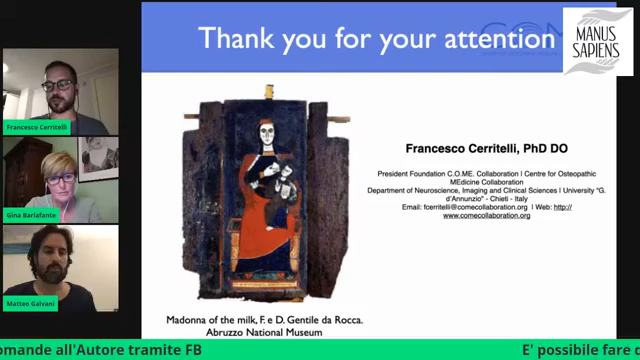 Thank you for your attention
MANUS
SAPIENS
Francesco Cerritelli
Gina Barlafante
Matteo Galvani
Francesco Cerritelli, PhD DO
President Foundation C.O.ME. Collaboration | Centre for Osteopathic
MEdicine Collaboration
Department of Neuroscience, Imaging and Clinical Sciences | University "G.
d'Annunzio" - Chieti - Italy
Email: fcerritelli@comecollaboration.org | Web: http://
www.comecollaboration.org
Madonna of the milk, F. e D. Gentile da Rocca.
Abruzzo National Museum
omande all'Autore tramite FB
E' possibile fare